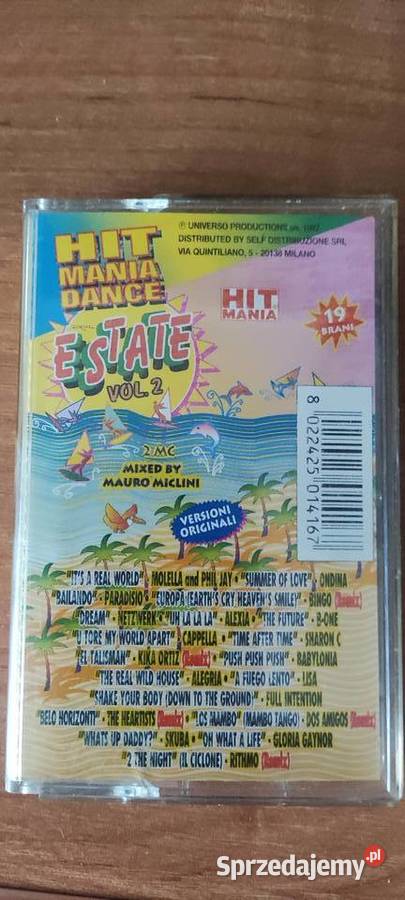 HIT
MANIA
DANCE
ESTATE
VOL.2
℗ UNIVERSO PRODUCTIONS
DISTRIBUTED BY SELF DISTRIBUZIONE SRL
VIA QUINTILIANO, 5 - 20138 MILANO
HIT
MANIA
19
BRANI
2 MC
MIXED BY
MAURO MICLINI
VERSIONI
ORIGINALI
8 022425 014167
"IT'S A REAL WORLD" - MOLELLA and PHIL JAY • "SUMMER OF LOVE" - ONDINA
"BAILANDO" - PARADISIO • "EUROPA (EARTH'S CRY HEAVEN'S SMILE)" - BINGO (Remix)
"DREAM" - NETZWERK • "UH LA LA LA" - ALEXIA • "THE FUTURE" - B-ONE
"U TORE MY WORLD APART" - CAPPELLA • "TIME AFTER TIME" - SHARON C
"EL TALISMAN" - KIKA ORTIZ (Remix) • "PUSH PUSH PUSH" - BABYLONIA
"THE REAL WILD HOUSE" - ALEGRIA • "A FUEGO LENTO" - LISA
"SHAKE YOUR BODY (DOWN TO THE GROUND)" - FULL INTENTION
"BELO HORIZONTI" - THE HEARTISTS (Remix) • "LOS MAMBO" (MAMBO TANGO) - DOS AMIGOS (Remix)
"WHATS UP DADDY?" - SKUBA • "OH WHAT A LIFE" - GLORIA GAYNOR
"2 THE NIGHT" (IL CICLONE) - RITHMO (Remix)
Sprzedajemy.pl